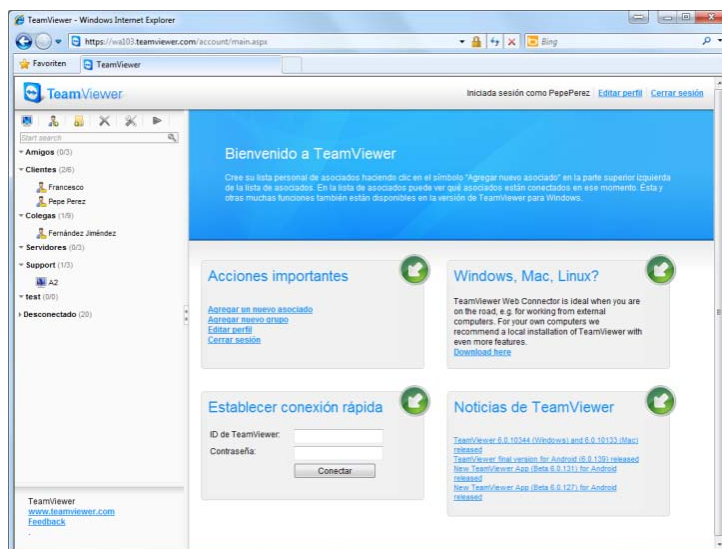 TeamViewer - Windows Internet Explorer
https://wa103.teamviewer.com/account/main.aspx
Bing
Favoriten
TeamViewer
TeamViewer
Iniciada sesión como PepePerez
Editar perfil
Cerrar sesión
Start search
Amigos (0/3)
Clientes (2/6)
Francesco
Pepe Perez
Colegas (1/9)
Fernández Jiméndez
Servidores (0/3)
Support (1/3)
A2
test (0/0)
Desconectado (20)
Bienvenido a TeamViewer
Cree su lista personal de asociados haciendo clic en el símbolo "Agregar nuevo asociado" en la parte superior izquierda
de la lista de asociados. En la lista de asociados puede ver qué asociados están conectados en ese momento. Ésta y
otras muchas funciones también están disponibles en la versión de TeamViewer para Windows.
Acciones importantes
Agregar un nuevo asociado
Agregar nuevo grupo
Editar perfil
Cerrar sesión
Windows, Mac, Linux?
TeamViewer Web Connector is ideal when you are
on the road, e.g. for working from external
computers. For your own computers we
recommend a local installation of TeamViewer with
even more features.
Download here
Establecer conexión rápida
ID de TeamViewer:
Contraseña:
Conectar
Noticias de TeamViewer
TeamViewer 6.0.10344 (Windows) and 6.0.10133 (Mac)
released
TeamViewer final version for Android (6.0.139) released
New TeamViewer App (Beta 6.0.131) for Android
released
New TeamViewer App (Beta 6.0.127) for Android
released
TeamViewer
www.teamviewer.com
Feedback